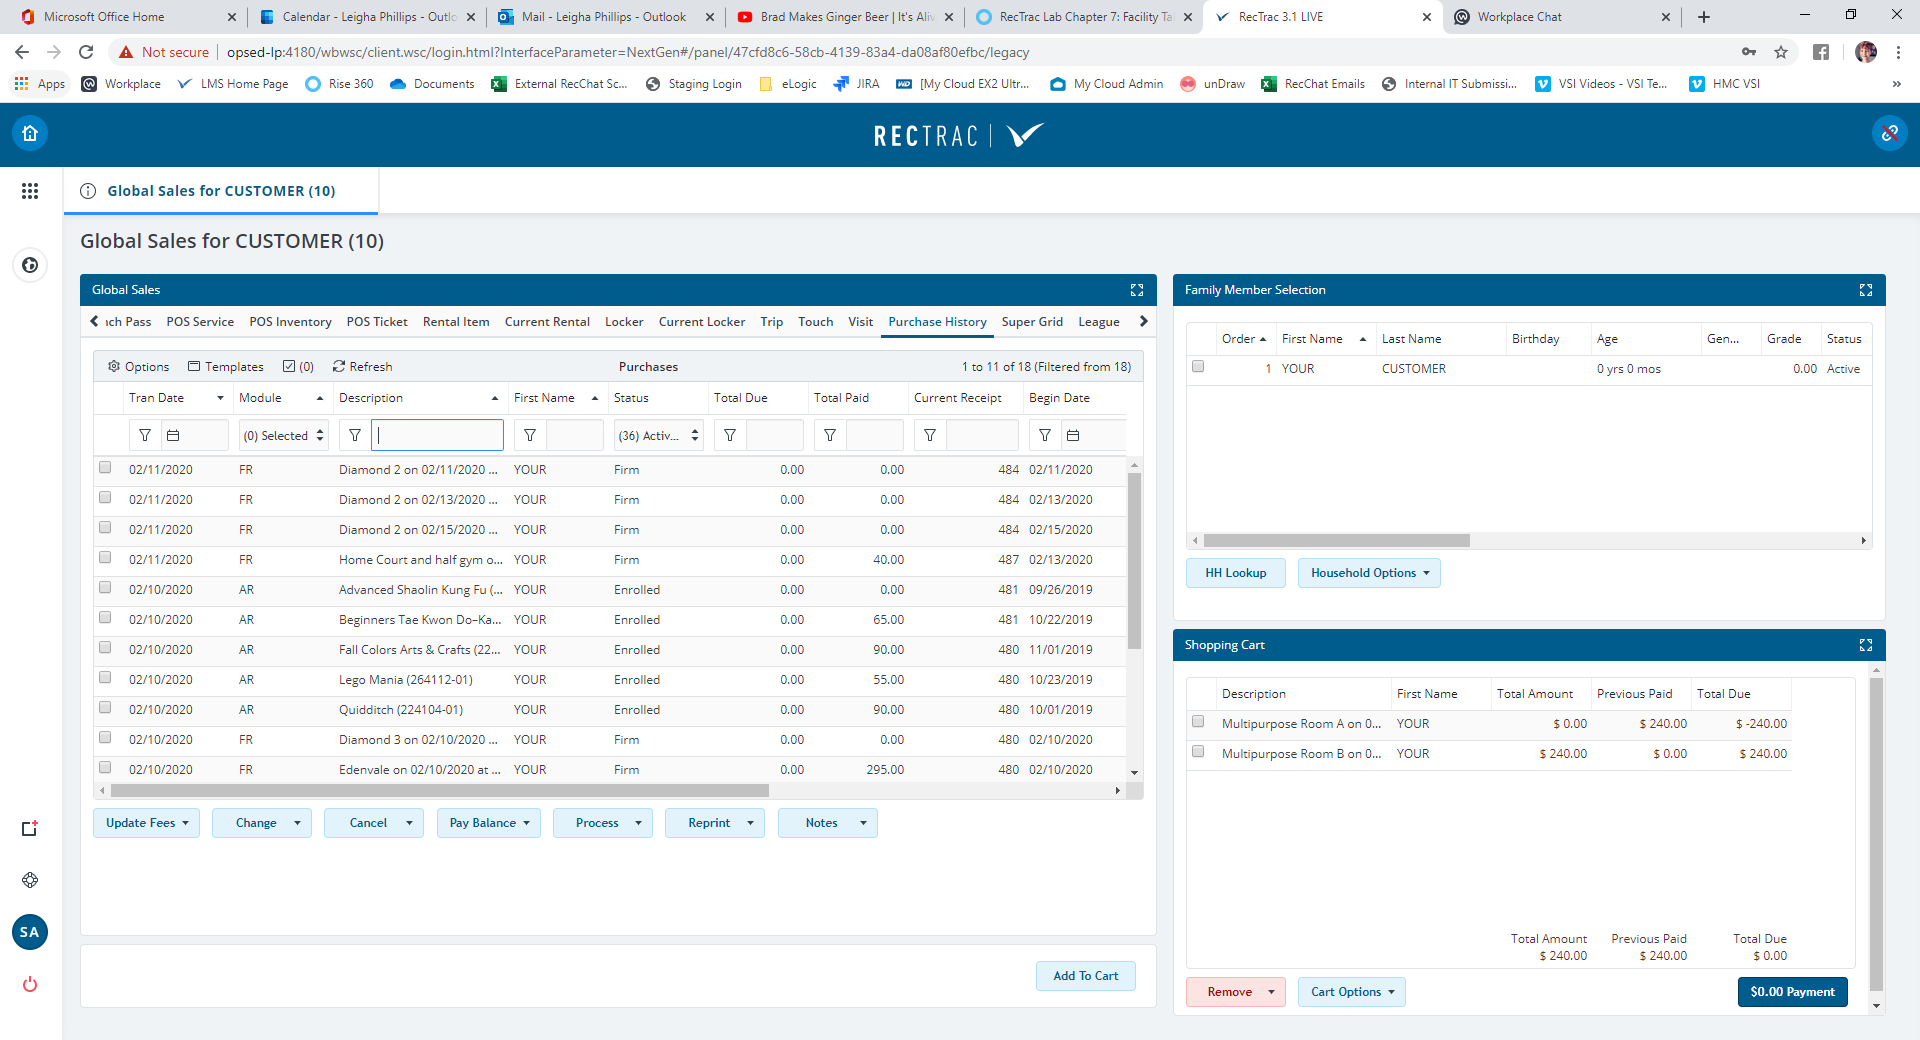 Microsoft Office Home
Calendar - Leigha Phillips - Outlo
Mail - Leigha Phillips - Outlook
Brad Makes Ginger Beer | It's Aliv
RecTrac Lab Chapter 7: Facility Ta
RecTrac 3.1 LIVE
Workplace Chat
Not secure
opsed-lp:4180/wbwsc/client.wsc/login.html?InterfaceParameter=NextGen#/panel/47cfd8c6-58cb-4139-83a4-da08af80efbc/legacy
Apps
Workplace
LMS Home Page
Rise 360
Documents
External RecChat Sc...
Staging Login
eLogic
JIRA
WD
[My Cloud EX2 Ultr...
My Cloud Admin
unDraw
RecChat Emails
Internal IT Submissi...
VSI Videos - VSI Te...
HMC VSI
»
RECTRAC
Global Sales for CUSTOMER (10)
Global Sales for CUSTOMER (10)
Global Sales
nch Pass POS Service POS Inventory POS Ticket Rental Item Current Rental Locker Current Locker Trip Touch Visit Purchase History Super Grid League
Options Templates (0) Refresh Purchases 1 to 11 of 18 (Filtered from 18)
Tran Date Module Description First Name Status Total Due Total Paid Current Receipt Begin Date
(0) Selected (36) Activ...
02/11/2020 FR Diamond 2 on 02/11/2020 ... YOUR Firm 0.00 0.00 484 02/11/2020
02/11/2020 FR Diamond 2 on 02/13/2020 ... YOUR Firm 0.00 0.00 484 02/13/2020
02/11/2020 FR Diamond 2 on 02/15/2020 ... YOUR Firm 0.00 0.00 484 02/15/2020
02/11/2020 FR Home Court and half gym o... YOUR Firm 0.00 40.00 487 02/13/2020
02/10/2020 AR Advanced Shaolin Kung Fu (... YOUR Enrolled 0.00 0.00 481 09/26/2019
02/10/2020 AR Beginners Tae Kwon Do–Ka... YOUR Enrolled 0.00 65.00 481 10/22/2019
02/10/2020 AR Fall Colors Arts & Crafts (22... YOUR Enrolled 0.00 90.00 480 11/01/2019
02/10/2020 AR Lego Mania (264112-01) YOUR Enrolled 0.00 55.00 480 10/23/2019
02/10/2020 AR Quidditch (224104-01) YOUR Enrolled 0.00 90.00 480 10/01/2019
02/10/2020 FR Diamond 3 on 02/10/2020 ... YOUR Firm 0.00 0.00 480 02/10/2020
02/10/2020 FR Edenvale on 02/10/2020 at ... YOUR Firm 0.00 295.00 480 02/10/2020
Update Fees Change Cancel Pay Balance Process Reprint Notes
Add To Cart
SA
Family Member Selection
Order First Name Last Name Birthday Age Gen... Grade Status
1 YOUR CUSTOMER 0 yrs 0 mos 0.00 Active
HH Lookup Household Options
Shopping Cart
Description First Name Total Amount Previous Paid Total Due
Multipurpose Room A on 0... YOUR $ 0.00 $ 240.00 $ -240.00
Multipurpose Room B on 0... YOUR $ 240.00 $ 0.00 $ 240.00
Total Amount Previous Paid Total Due
$ 240.00 $ 240.00 $ 0.00
Remove Cart Options $0.00 Payment